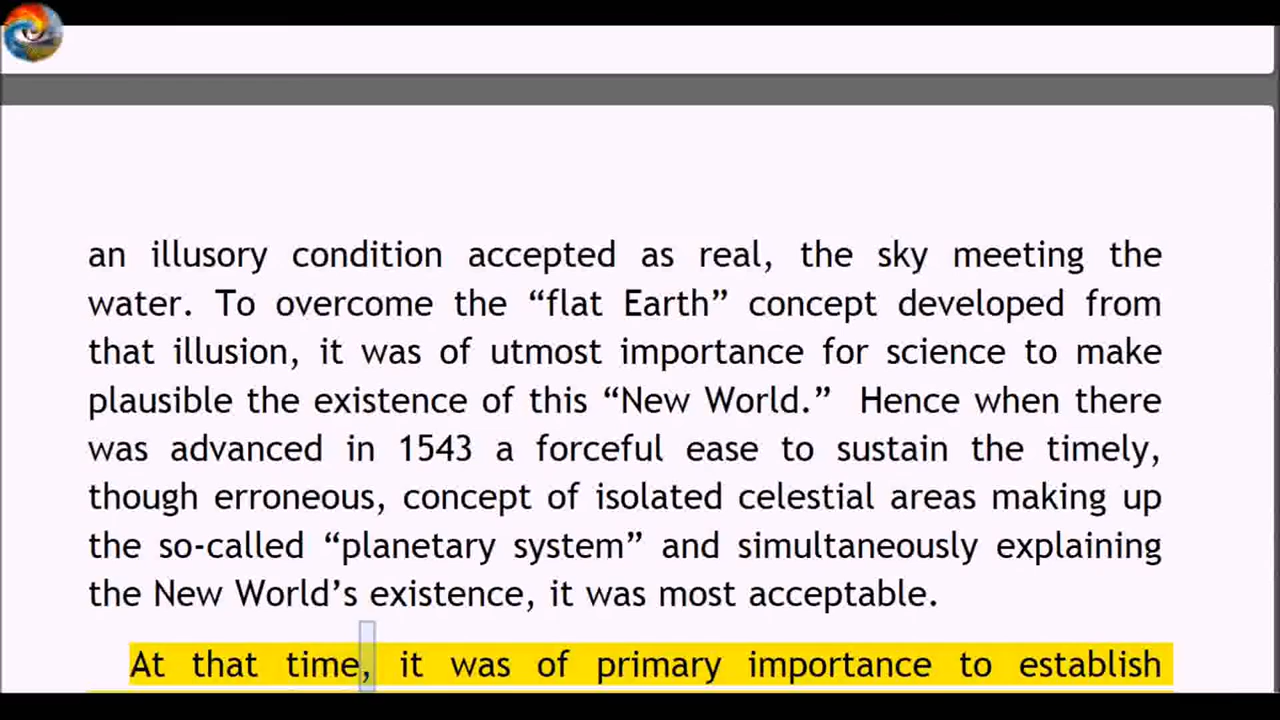 an illusory condition accepted as real, the sky meeting the
water. To overcome the “flat Earth” concept developed from
that illusion, it was of utmost importance for science to make
plausible the existence of this “New World.” Hence when there
was advanced in 1543 a forceful ease to sustain the timely,
though erroneous, concept of isolated celestial areas making up
the so-called “planetary system” and simultaneously explaining
the New World’s existence, it was most acceptable.
At that time, it was of primary importance to establish